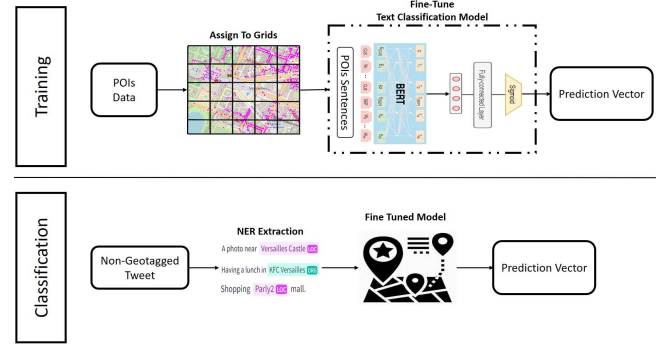 Training
POIs
Data
Assign To Grids
Fine-Tune
Text Classification Model
POIs Sentences
BERT
Fully-connected Layer
Sigmoid
Prediction Vector
Classification
Non-Geotagged
Tweet
NER Extraction
A photo near Versailles Castle LOC
Having a lunch in KFC Versailles ORG
Shopping Parly2 LOC mall.
Fine Tuned Model
Prediction Vector